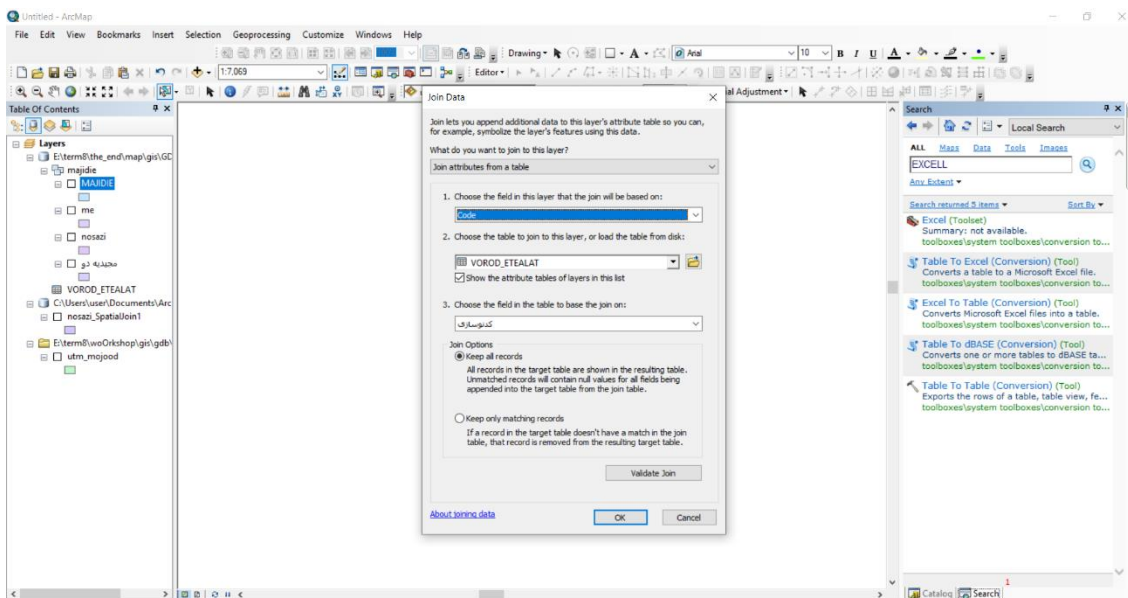 Untitled - ArcMap
File Edit View Bookmarks Insert Selection Geoprocessing Customize Windows Help
Drawing
Arial
10
B I U A
1:7,069
Editor
ial Adjustment
Table Of Contents
Layers
E:\term8\the_end\map\gis\GD
majidie
MAJIDIE
me
nosazi
مجیدیه دو
VOROD_ETEALAT
C:\Users\user\Documents\Arc
nosazi_SpatialJoin1
E:\term8\woOrkshop\gis\gdb\
utm_mojood
Join Data
Join lets you append additional data to this layer's attribute table so you can,
for example, symbolize the layer's features using this data.
What do you want to join to this layer?
Join attributes from a table
1. Choose the field in this layer that the join will be based on:
Code
2. Choose the table to join to this layer, or load the table from disk:
VOROD_ETEALAT
Show the attribute tables of layers in this list
3. Choose the field in the table to base the join on:
کدنوسازی
Join Options
Keep all records
All records in the target table are shown in the resulting table.
Unmatched records will contain null values for all fields being
appended into the target table from the join table.
Keep only matching records
If a record in the target table doesn't have a match in the join
table, that record is removed from the resulting target table.
Validate Join
About joining data
OK
Cancel
Search
Local Search
ALL Maps Data Tools Images
EXCELL
Any Extent
Search returned 5 items
Sort By
Excel (Toolset)
Summary: not available.
toolboxes\system toolboxes\conversion to...
Table To Excel (Conversion) (Tool)
Converts a table to a Microsoft Excel file.
toolboxes\system toolboxes\conversion to...
Excel To Table (Conversion) (Tool)
Converts Microsoft Excel files into a table.
toolboxes\system toolboxes\conversion to...
Table To dBASE (Conversion) (Tool)
Converts one or more tables to dBASE ta...
toolboxes\system toolboxes\conversion to...
Table To Table (Conversion) (Tool)
Exports the rows of a table, table view, fe...
toolboxes\system toolboxes\conversion to...
1
Catalog
Search